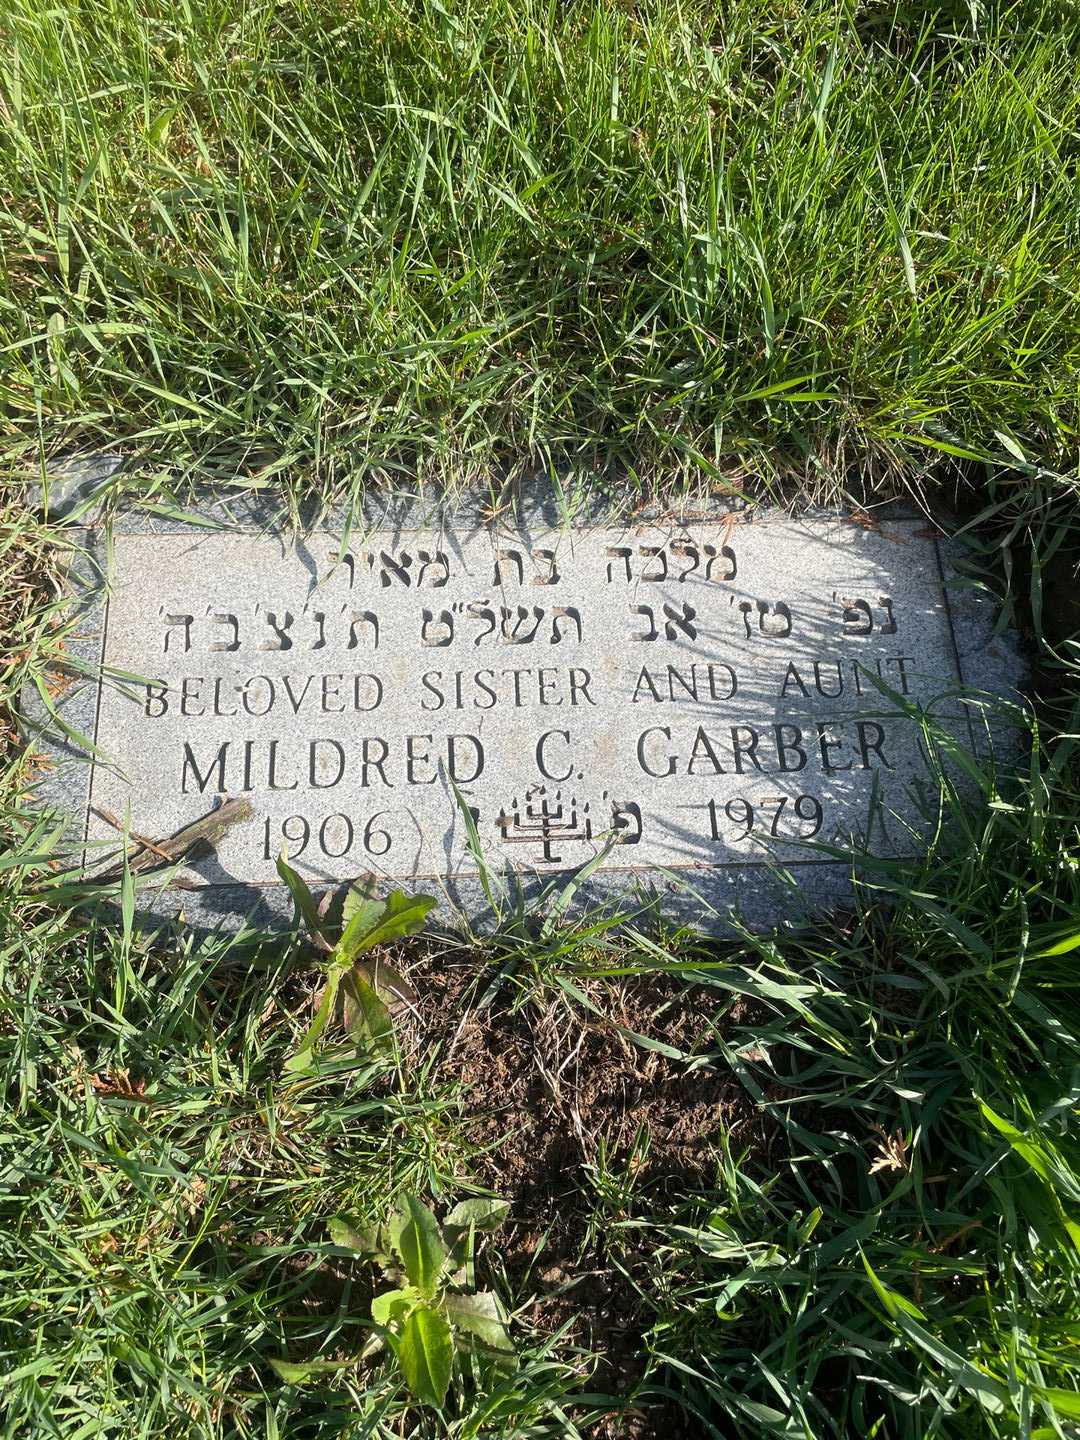 מלכה בת מאיר
נפ' טז' אב תשל"ט ת'נ'צ'ב'ה'
BELOVED SISTER AND AUNT
MILDRED C. GARBER
1906 פ' 1979